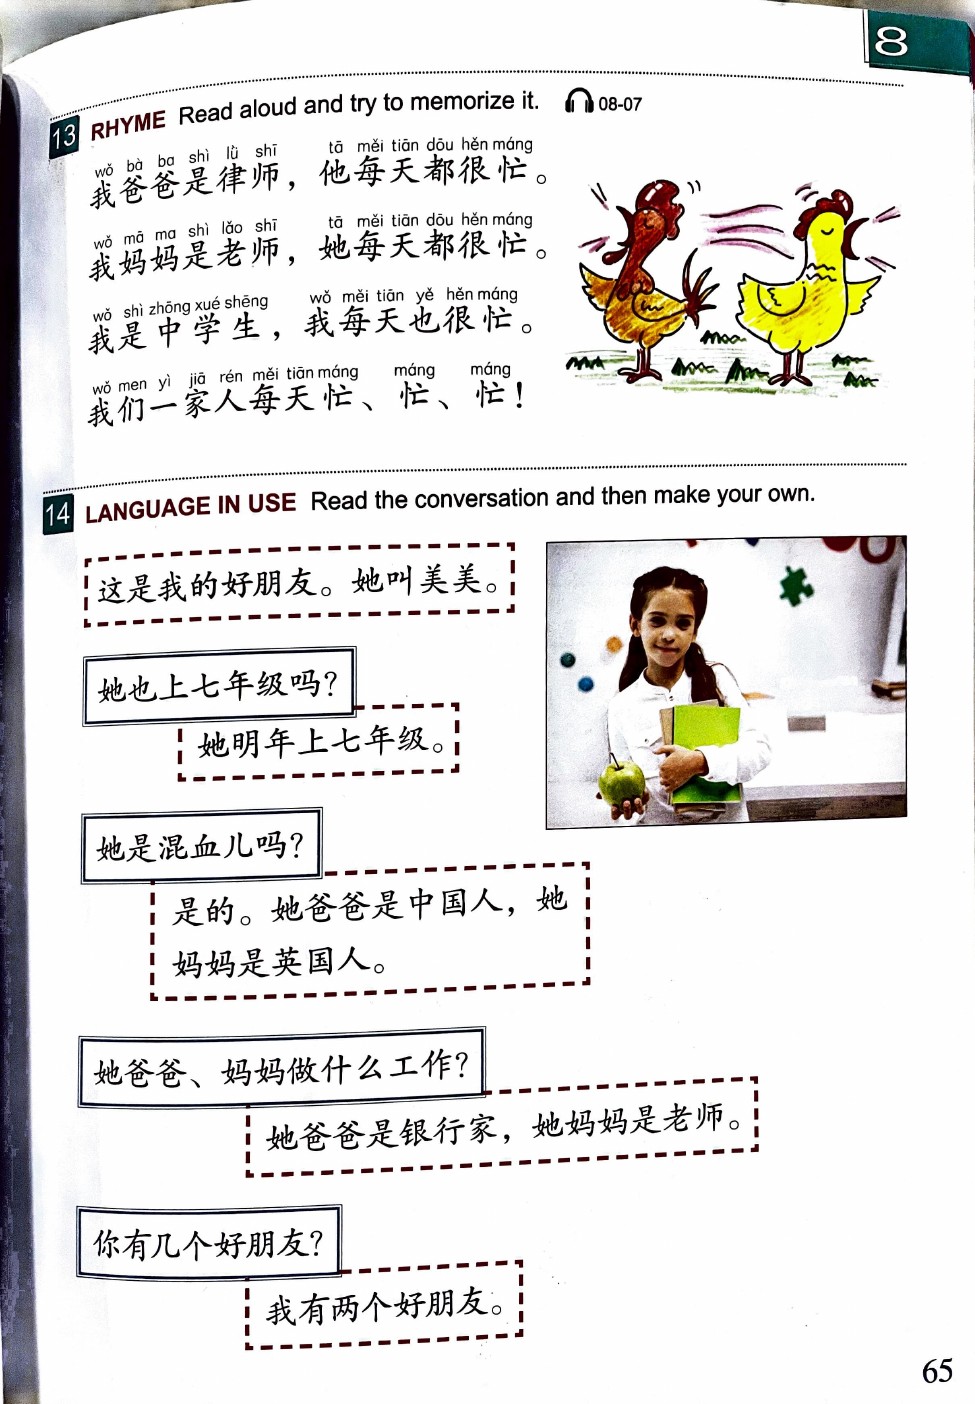 8
13 RHYME Read aloud and try to memorize it. 08-07
wǒ bà ba shì lǜ shī tā měi tiān dōu hěn máng
我爸爸是律师，他每天都很忙。
wǒ mā ma shì lǎo shī tā měi tiān dōu hěn máng
我妈妈是老师，她每天都很忙。
wǒ shì zhōng xué shēng wǒ měi tiān yě hěn máng
我是中学生，我每天也很忙。
wǒ men yì jiā rén měi tiān máng máng máng
我们一家人每天忙、忙、忙！
14 LANGUAGE IN USE Read the conversation and then make your own.
这是我的好朋友。她叫美美。
她也上七年级吗？
她明年上七年级。
她是混血儿吗？
是的。她爸爸是中国人，她
妈妈是英国人。
她爸爸、妈妈做什么工作？
她爸爸是银行家，她妈妈是老师。
你有几个好朋友？
我有两个好朋友。
65